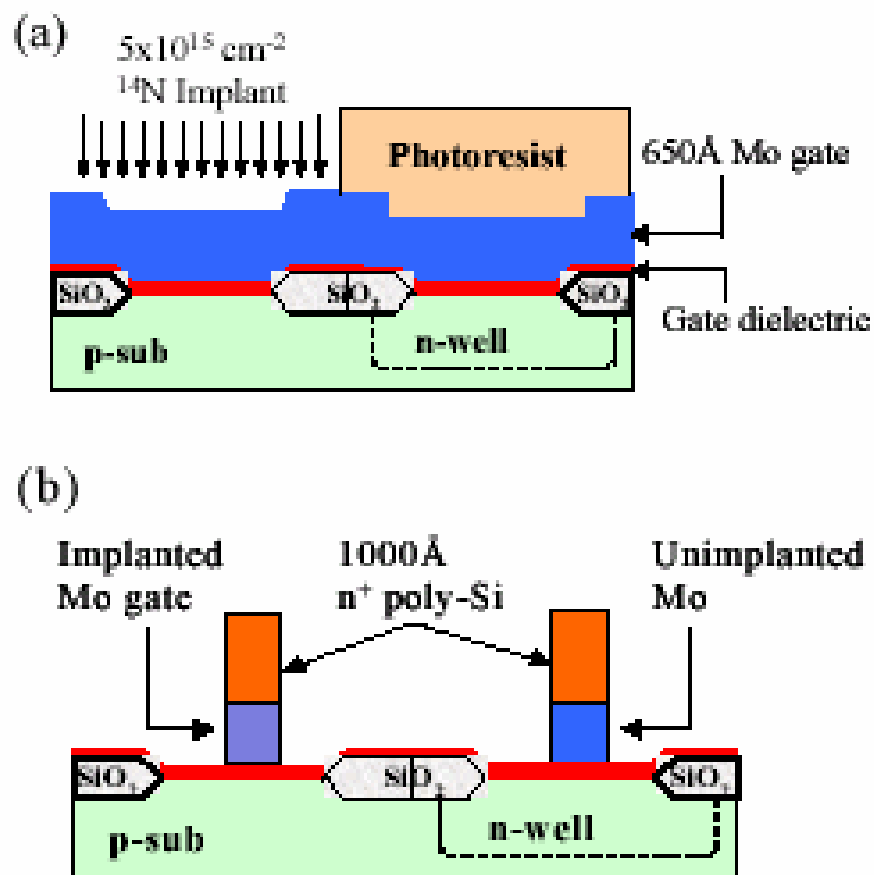 (a)
5x10¹⁵ cm⁻²
¹⁴N Implant
Photoresist
650Å Mo gate
SiO₂
SiO₂
SiO₂
Gate dielectric
p-sub
n-well
(b)
Implanted
Mo gate
1000Å
n⁺ poly-Si
Unimplanted
Mo
SiO₂
SiO₂
SiO₂
p-sub
n-well